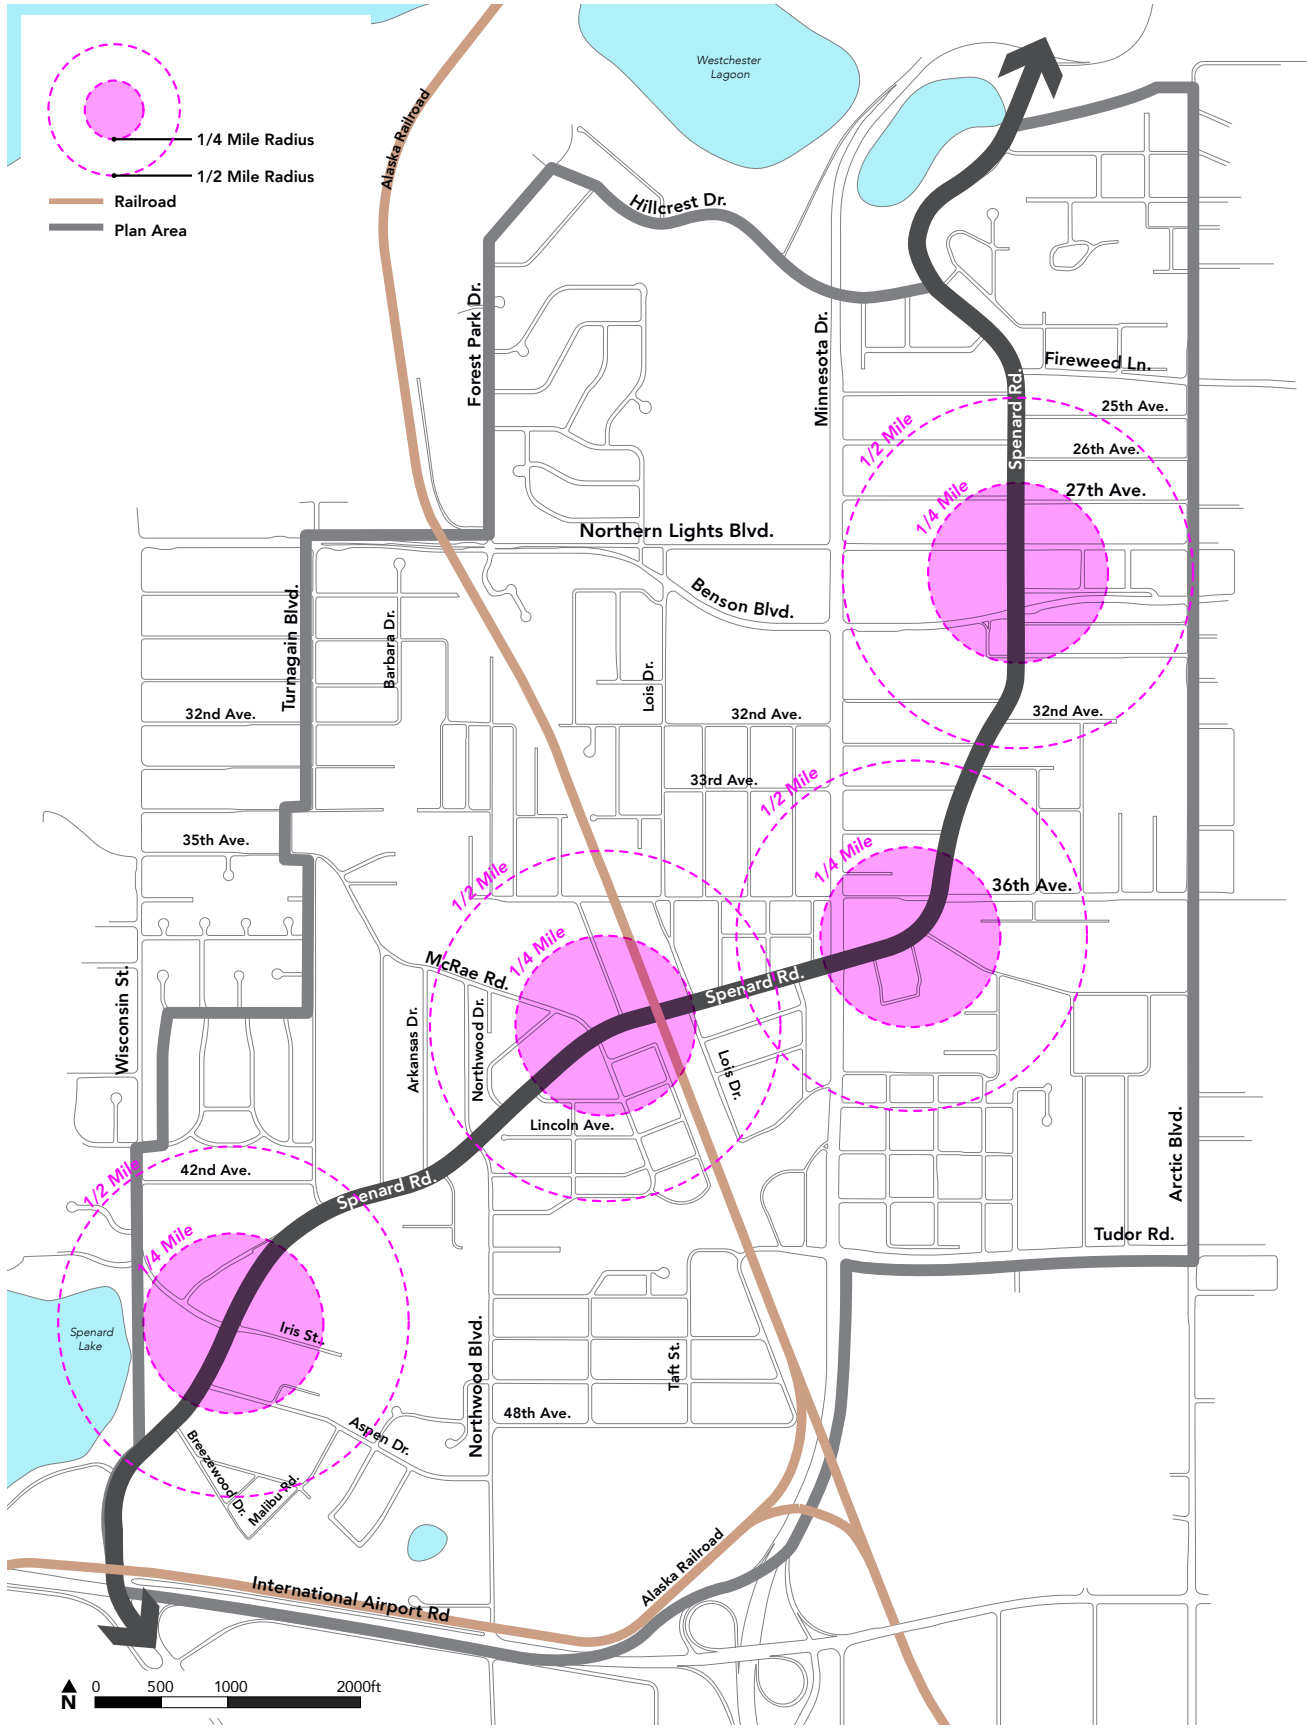 Westchester
Lagoon
1/4 Mile Radius
1/2 Mile Radius
Railroad
Plan Area
Alaska Railroad
Hillcrest Dr.
Forest Park Dr.
Minnesota Dr.
Fireweed Ln.
Spenard Rd.
25th Ave.
1/2 Mile
26th Ave.
27th Ave.
1/4 Mile
Northern Lights Blvd.
Benson Blvd.
Turnagain Blvd.
Barbara Dr.
Lois Dr.
32nd Ave.
32nd Ave.
32nd Ave.
33rd Ave.
1/2 Mile
35th Ave.
1/4 Mile
1/2 Mile
36th Ave.
1/4 Mile
McRae Rd.
Spenard Rd.
Wisconsin St.
Arkansas Dr.
Northwood Dr.
Lois Dr.
Lincoln Ave.
Arctic Blvd.
42nd Ave.
1/2 Mile
Spenard Rd.
Tudor Rd.
1/4 Mile
Spenard
Lake
Iris St..
Taft St.
Northwood Blvd.
48th Ave.
Aspen Dr.
Breezewood Dr.
Malibu Rd.
Alaska Railroad
International Airport Rd
N
0 500 1000 2000ft